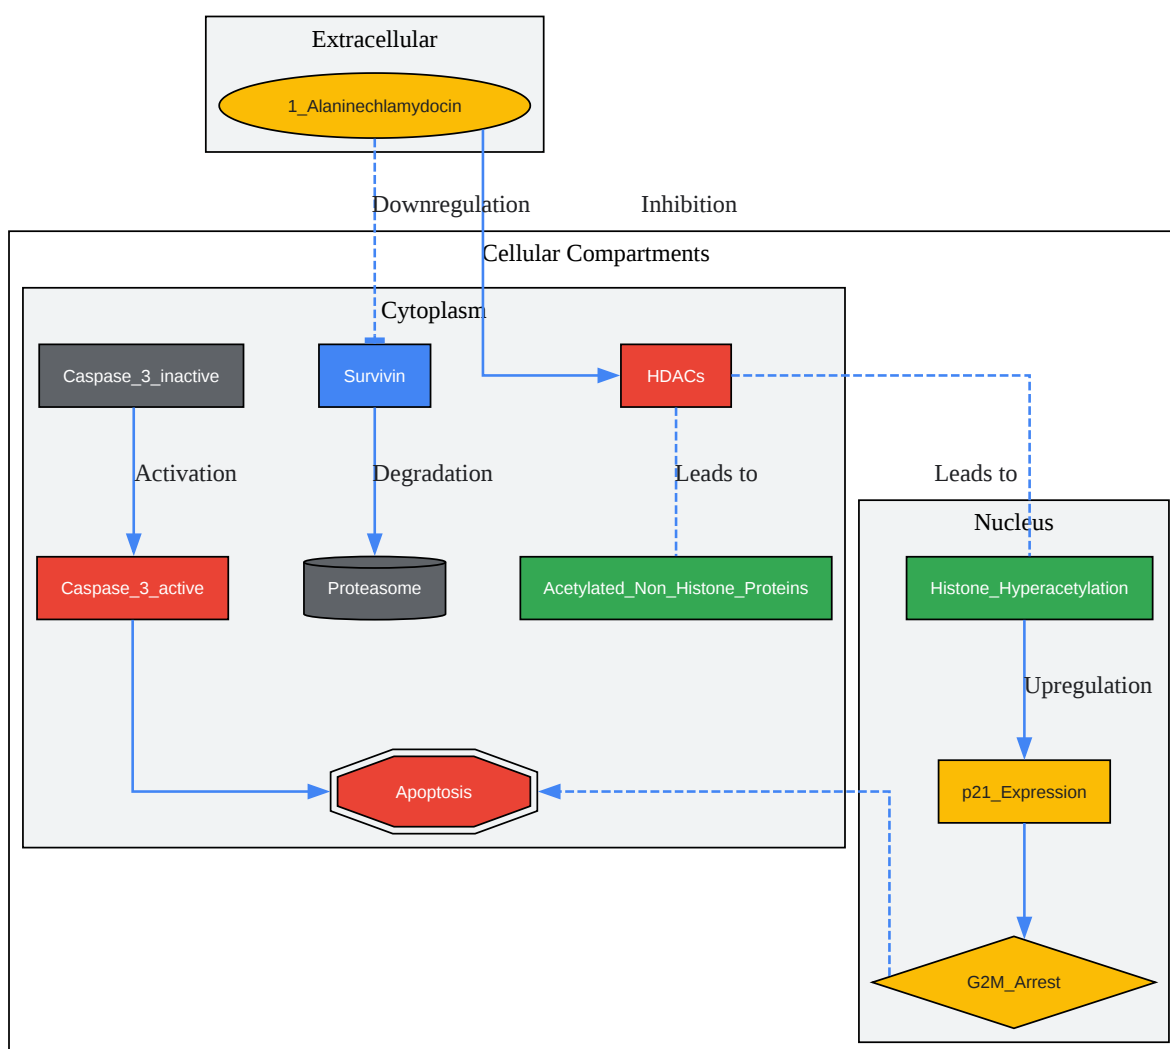 Extracellular
1_Alaninechlamydocin
Downregulation
Inhibition
Cellular Compartments
Cytoplasm
Caspase_3_inactive
Survivin
HDACs
Activation
Degradation
Leads to
Leads to
Nucleus
Caspase_3_active
Proteasome
Acetylated_Non_Histone_Proteins
Histone_Hyperacetylation
Upregulation
Apoptosis
p21_Expression
G2M_Arrest